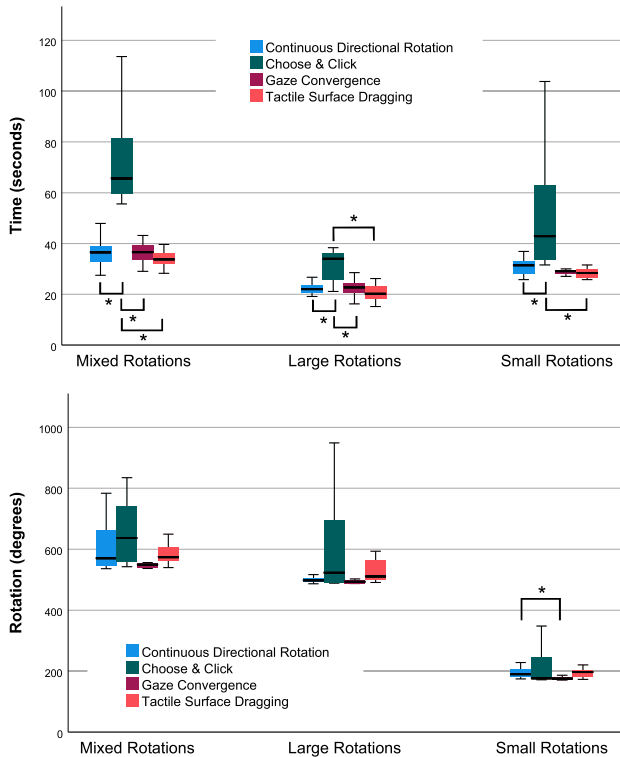 Time (seconds)
120
100
80
60
40
20
0
Continuous Directional Rotation
Choose & Click
Gaze Convergence
Tactile Surface Dragging
*
*
*
*
*
*
*
*
Mixed Rotations
Large Rotations
Small Rotations
Rotation (degrees)
1000
800
600
400
200
0
*
Continuous Directional Rotation
Choose & Click
Gaze Convergence
Tactile Surface Dragging
Mixed Rotations
Large Rotations
Small Rotations